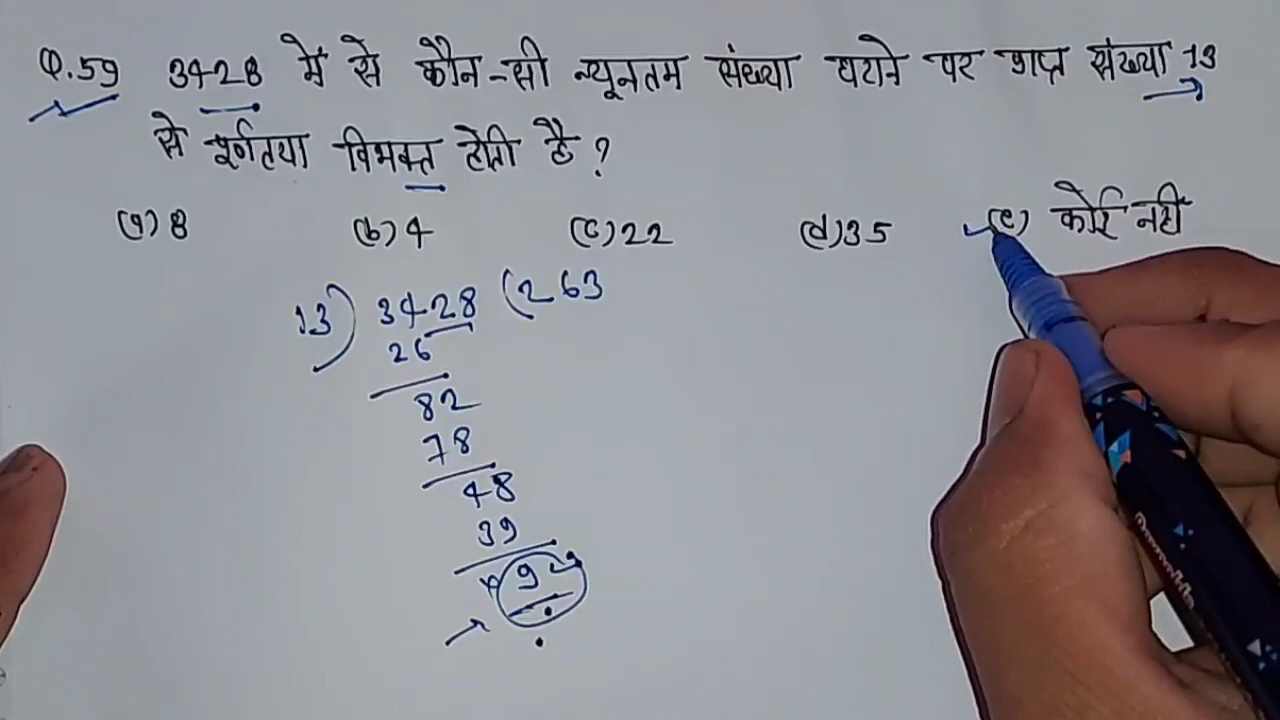 Q.59 3428 में से कौन-सी न्यूनतम संख्या घटाने पर प्राप्त संख्या 13
से पूर्णतया विभक्त होती है ?
(a) 8 (b) 4 (c) 22 (d) 35 (e) कोई नहीं
13) 3428 (263
26
82
78
48
39
9